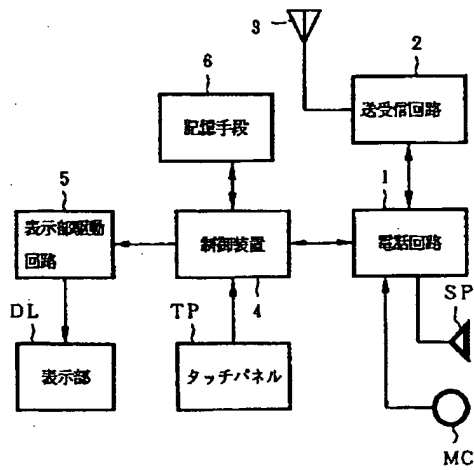 3
2
送受信回路
6
記憶手段
1
電話回路
5
表示部駆動
回路
制御装置
4
SP
DL
表示部
TP
タッチパネル
MC